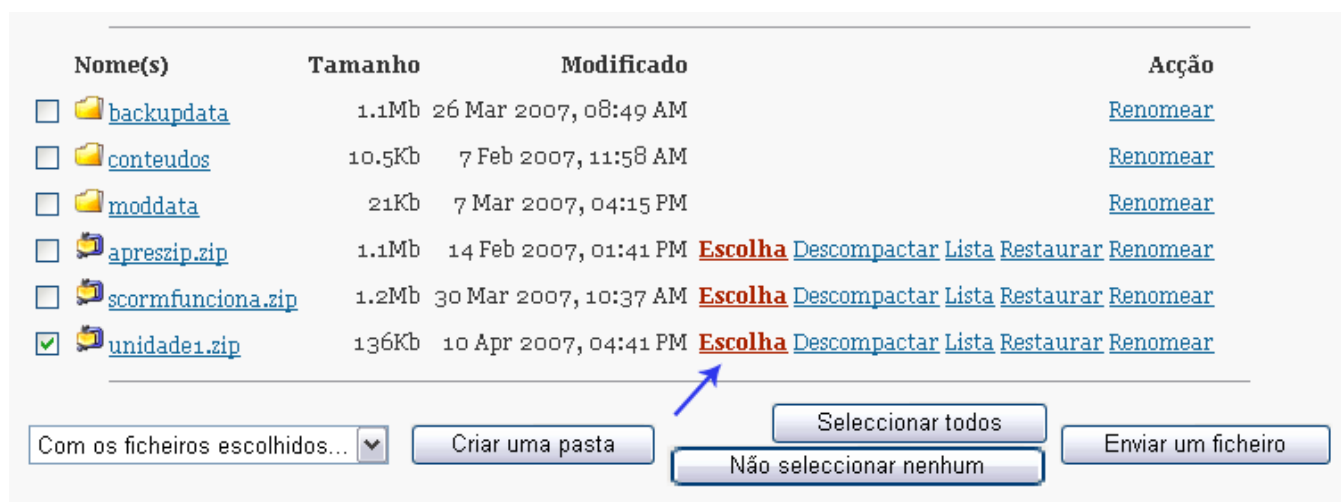 Nome(s) Tamanho Modificado Acção
backupdata 1.1Mb 26 Mar 2007, 08:49 AM Renomear
conteudos 10.5Kb 7 Feb 2007, 11:58 AM Renomear
moddata 21Kb 7 Mar 2007, 04:15 PM Renomear
apreszip.zip 1.1Mb 14 Feb 2007, 01:41 PM Escolha Descompactar Lista Restaurar Renomear
scormfunciona.zip 1.2Mb 30 Mar 2007, 10:37 AM Escolha Descompactar Lista Restaurar Renomear
unidade1.zip 136Kb 10 Apr 2007, 04:41 PM Escolha Descompactar Lista Restaurar Renomear
Com os ficheiros escolhidos... Criar uma pasta Seleccionar todos Enviar um ficheiro
Não seleccionar nenhum